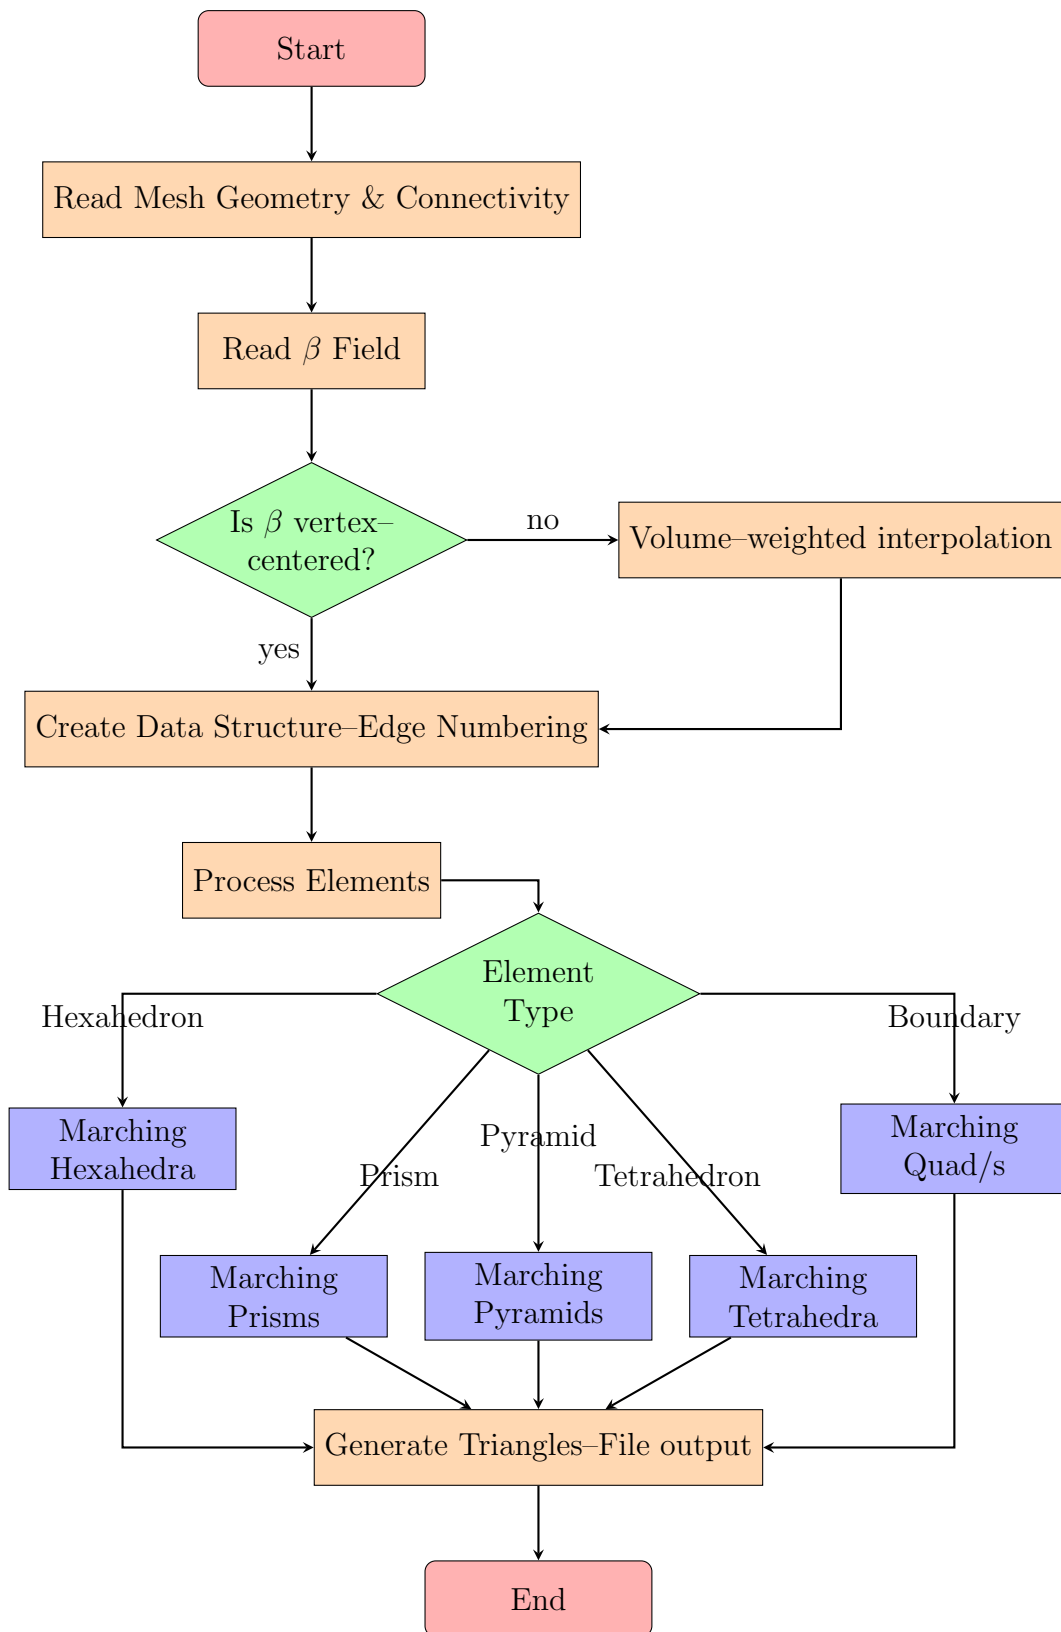 Start
Read Mesh Geometry & Connectivity
Read β Field
Is β vertex–
centered?
no
Volume–weighted interpolation
yes
Create Data Structure–Edge Numbering
Process Elements
Element
Type
Hexahedron
Boundary
Marching
Hexahedra
Marching
Quad/s
Pyramid
Prism
Tetrahedron
Marching
Prisms
Marching
Pyramids
Marching
Tetrahedra
Generate Triangles–File output
End